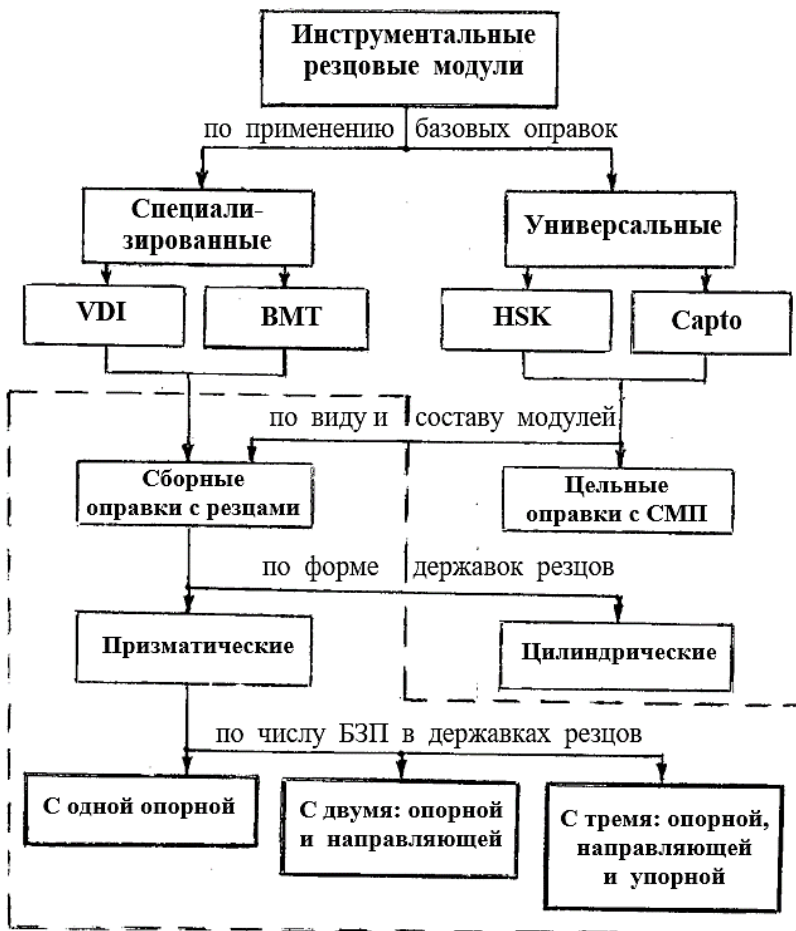 Инструментальные
резцовые модули
по применению базовых оправок
Специали-
зированные
Универсальные
VDI
BMT
HSK
Capto
по виду и составу модулей
Сборные
оправки с резцами
Цельные
оправки с СМП
по форме державок резцов
Призматические
Цилиндрические
по числу БЗП в державках резцов
С одной опорной
С двумя: опорной
и направляющей
С тремя: опорной,
направляющей
и упорной